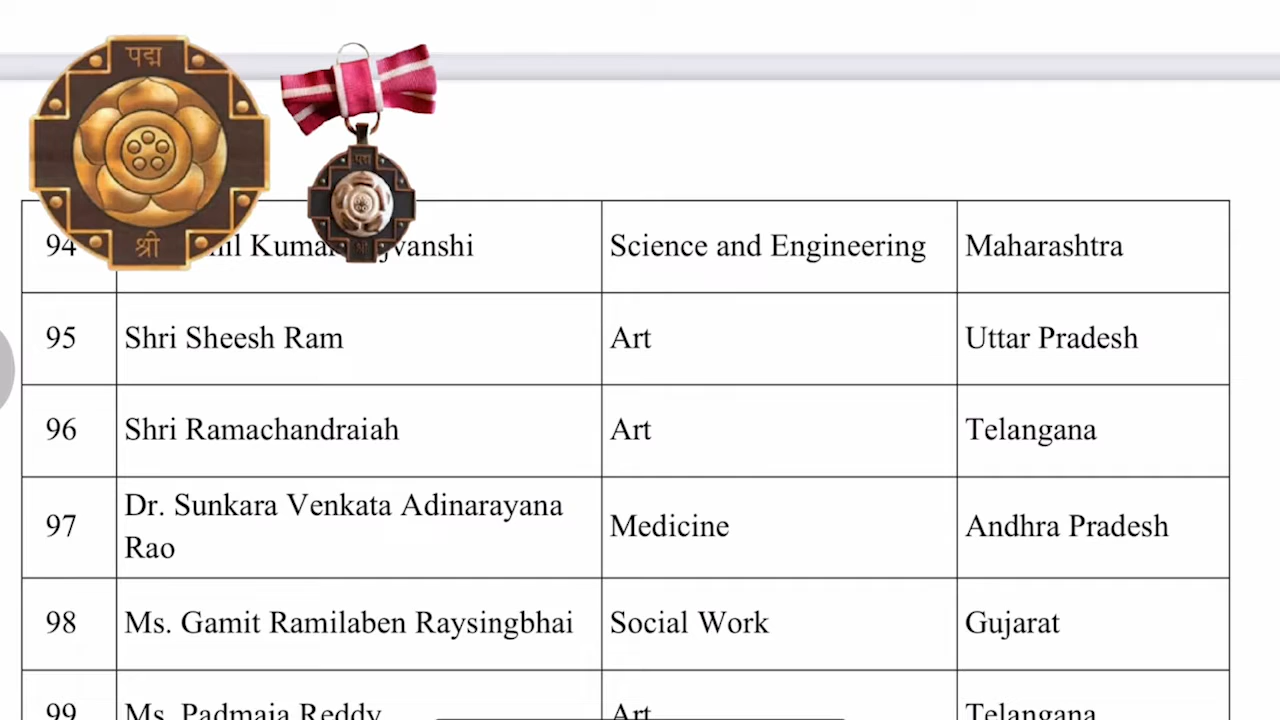 पद्म
श्री
पद्म
94 Kumar vanshi Science and Engineering Maharashtra
95 Shri Sheesh Ram Art Uttar Pradesh
96 Shri Ramachandraiah Art Telangana
97 Dr. Sunkara Venkata Adinarayana
Rao Medicine Andhra Pradesh
98 Ms. Gamit Ramilaben Raysingbhai Social Work Gujarat
99 Ms. Padmaja Reddy Art Telangana